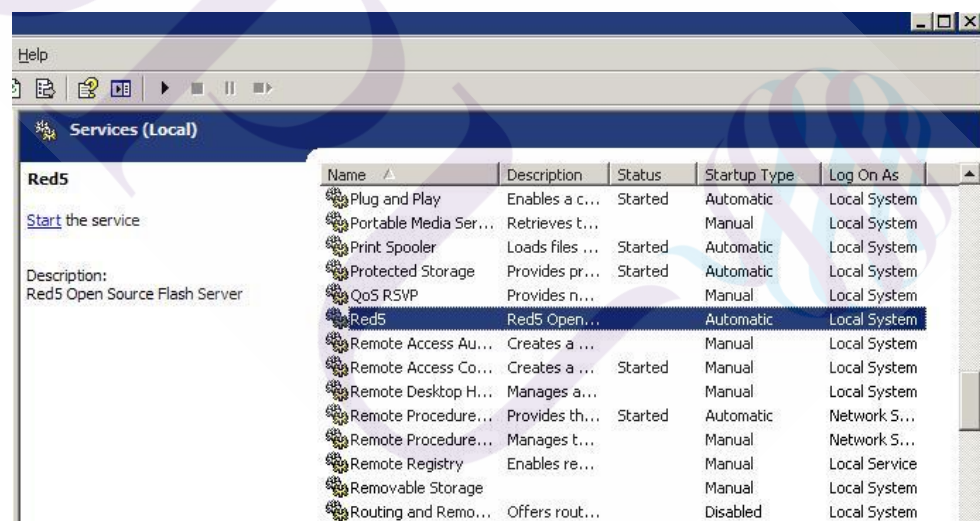 Help
Services (Local)
Red5
Start the service
Description:
Red5 Open Source Flash Server
Name Description Status Startup Type Log On As
Plug and Play Enables a c... Started Automatic Local System
Portable Media Ser... Retrieves t... Manual Local System
Print Spooler Loads files ... Started Automatic Local System
Protected Storage Provides pr... Started Automatic Local System
QoS RSVP Provides n... Manual Local System
Red5 Red5 Open... Automatic Local System
Remote Access Au... Creates a ... Manual Local System
Remote Access Co... Creates a ... Started Manual Local System
Remote Desktop H... Manages a... Manual Local System
Remote Procedure... Provides th... Started Automatic Network S...
Remote Procedure... Manages t... Manual Network S...
Remote Registry Enables re... Manual Local Service
Removable Storage Manual Local System
Routing and Remo... Offers rout... Disabled Local System